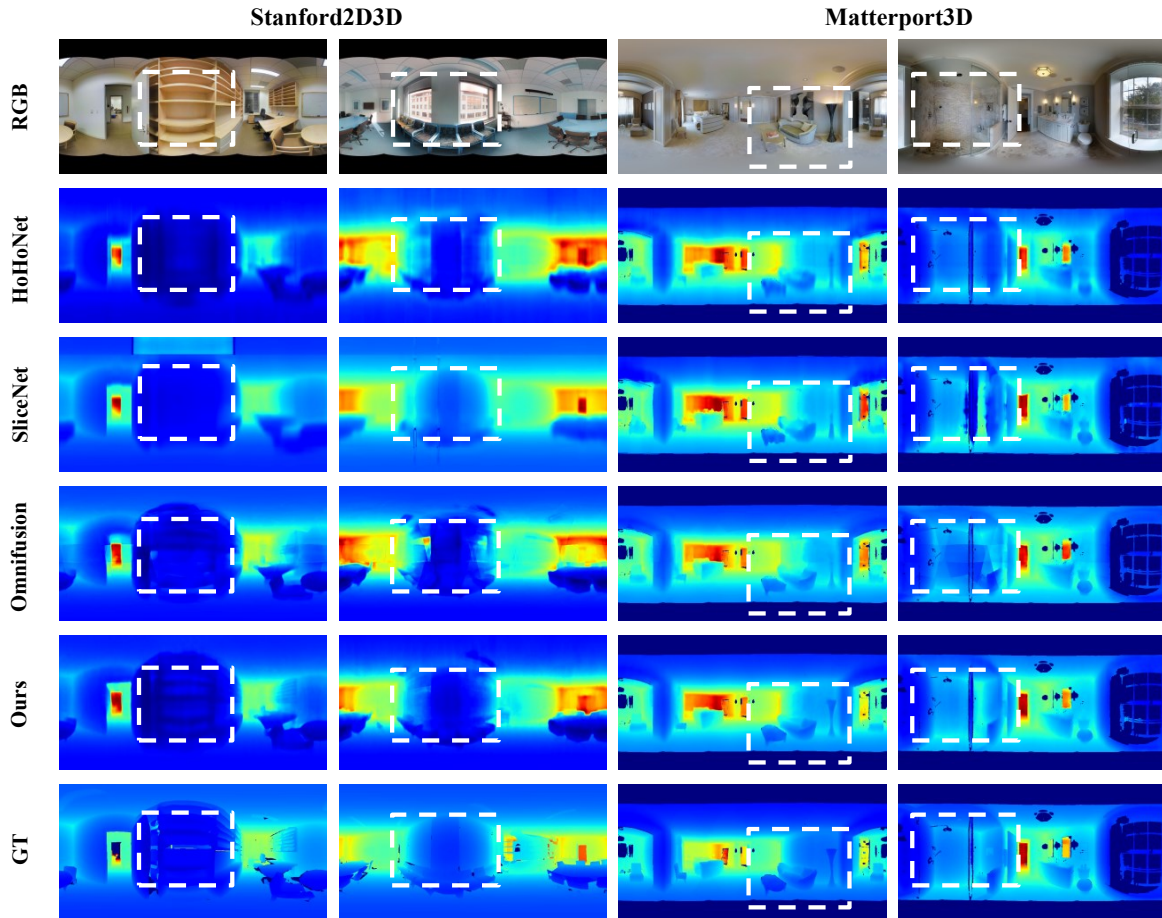 Stanford2D3D
Matterport3D
RGB
HoHoNet
SliceNet
Omnifusion
Ours
GT